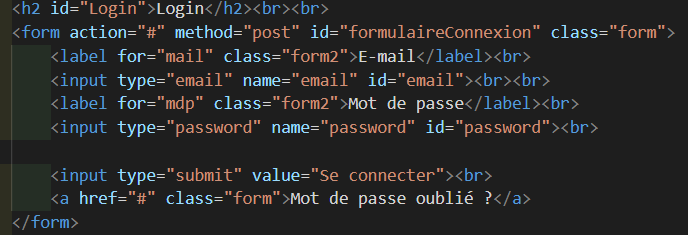 <h2 id="Login">Login</h2><br><br>
<form action="#" method="post" id="formulaireConnexion" class="form">
<label for="mail" class="form2">E-mail</label><br>
<input type="email" name="email" id="email"><br><br>
<label for="mdp" class="form2">Mot de passe</label><br>
<input type="password" name="password" id="password"><br>
<input type="submit" value="Se connecter"><br>
<a href="#" class="form">Mot de passe oublié ?</a>
</form>